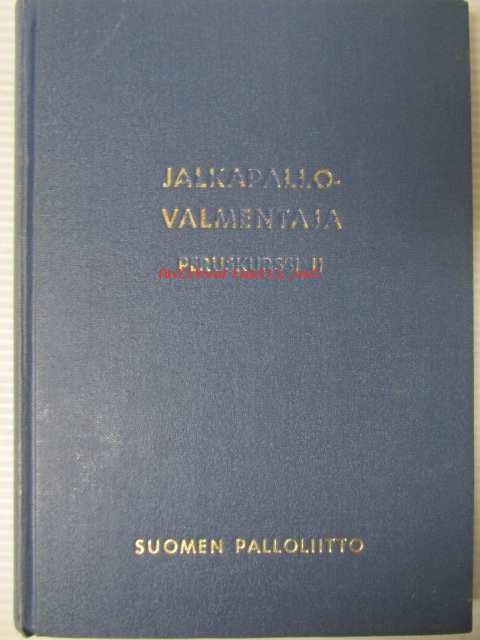 JALKAPALLO-
VALMENTAJA
PERUSKURSSI II
SUOMEN PALLOLIITTO